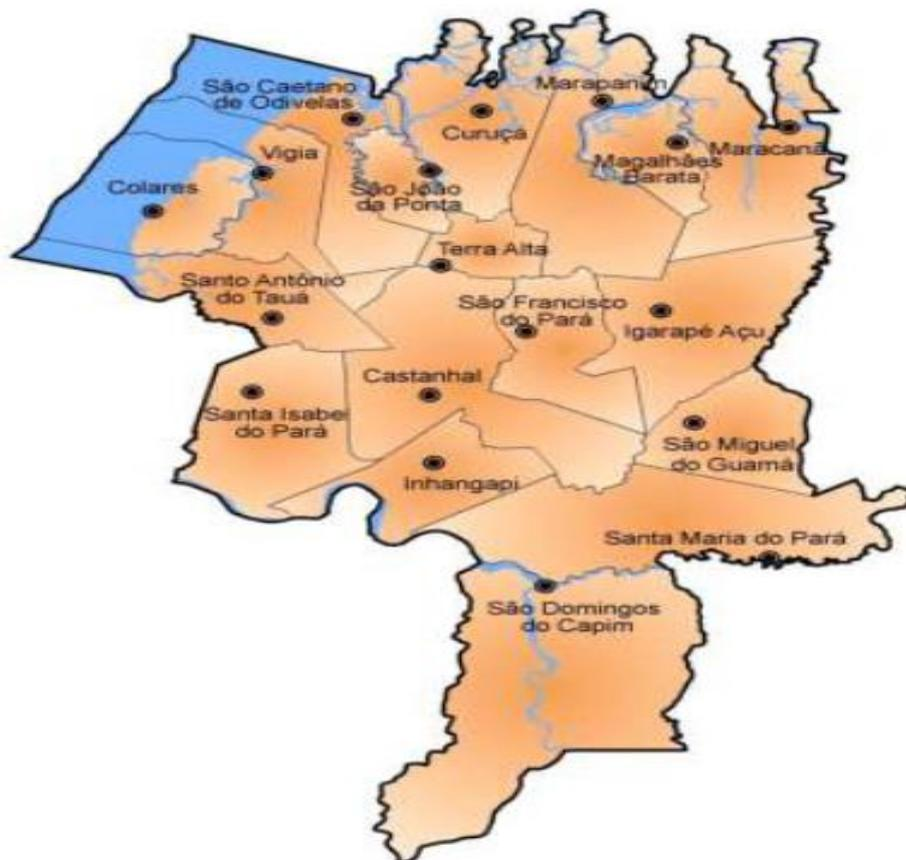 São Caetano
de Odivelas
Marapanim
Curuçá
Vigia
Magalhães
Barata
Maracanã
Colares
São João
da Ponta
Terra Alta
Santo Antônio
do Tauá
São Francisco
do Pará
Igarapé Açu
Castanhal
Santa Isabel
do Pará
São Miguel
do Guamá
Inhangapi
Santa Maria do Pará
São Domingos
do Capim